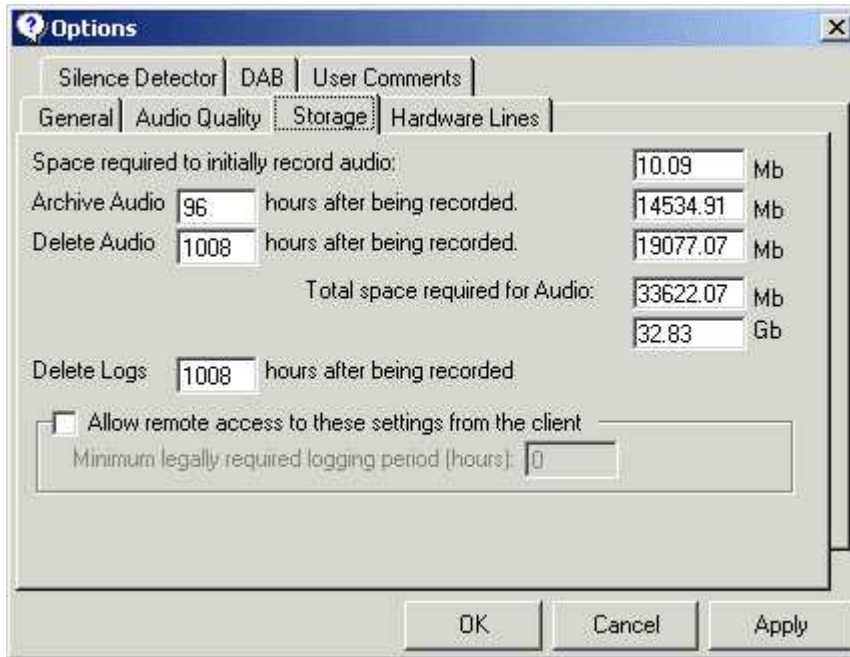 Options
Silence Detector DAB User Comments
General Audio Quality Storage Hardware Lines
Space required to initially record audio: 10.09 Mb
Archive Audio 96 hours after being recorded. 14534.91 Mb
Delete Audio 1008 hours after being recorded. 19077.07 Mb
Total space required for Audio: 33622.07 Mb
32.83 Gb
Delete Logs 1008 hours after being recorded
Allow remote access to these settings from the client
Minimum legally required logging period (hours): 0
OK Cancel Apply